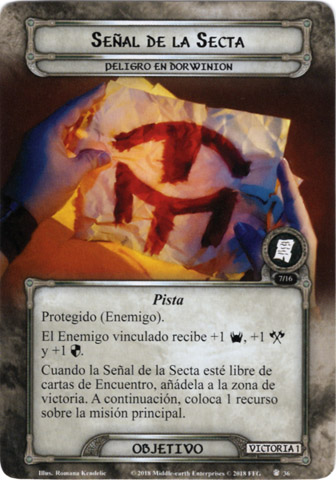 Señal de la Secta
Peligro en Dorwinion
7/16
Pista
Protegido (Enemigo).
El Enemigo vinculado recibe +1 , +1
y +1 .
Cuando la Señal de la Secta esté libre de
cartas de Encuentro, añádela a la zona de
victoria. A continuación, coloca 1 recurso
sobre la misión principal.
Objetivo
Victoria 1
Illus. Romana Kendelic © 2018 Middle-earth Enterprises © 2018 FFG 36